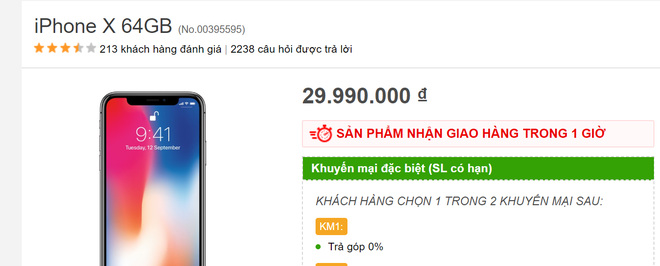 iPhone X 64GB (No.00395595)
213 khách hàng đánh giá | 2238 câu hỏi được trả lời
29.990.000 ₫
9:41
Tuesday, 12 September
SẢN PHẨM NHẬN GIAO HÀNG TRONG 1 GIỜ
Khuyến mại đặc biệt (SL có hạn)
KHÁCH HÀNG CHỌN 1 TRONG 2 KHUYẾN MẠI SAU:
KM1:
Trả góp 0%